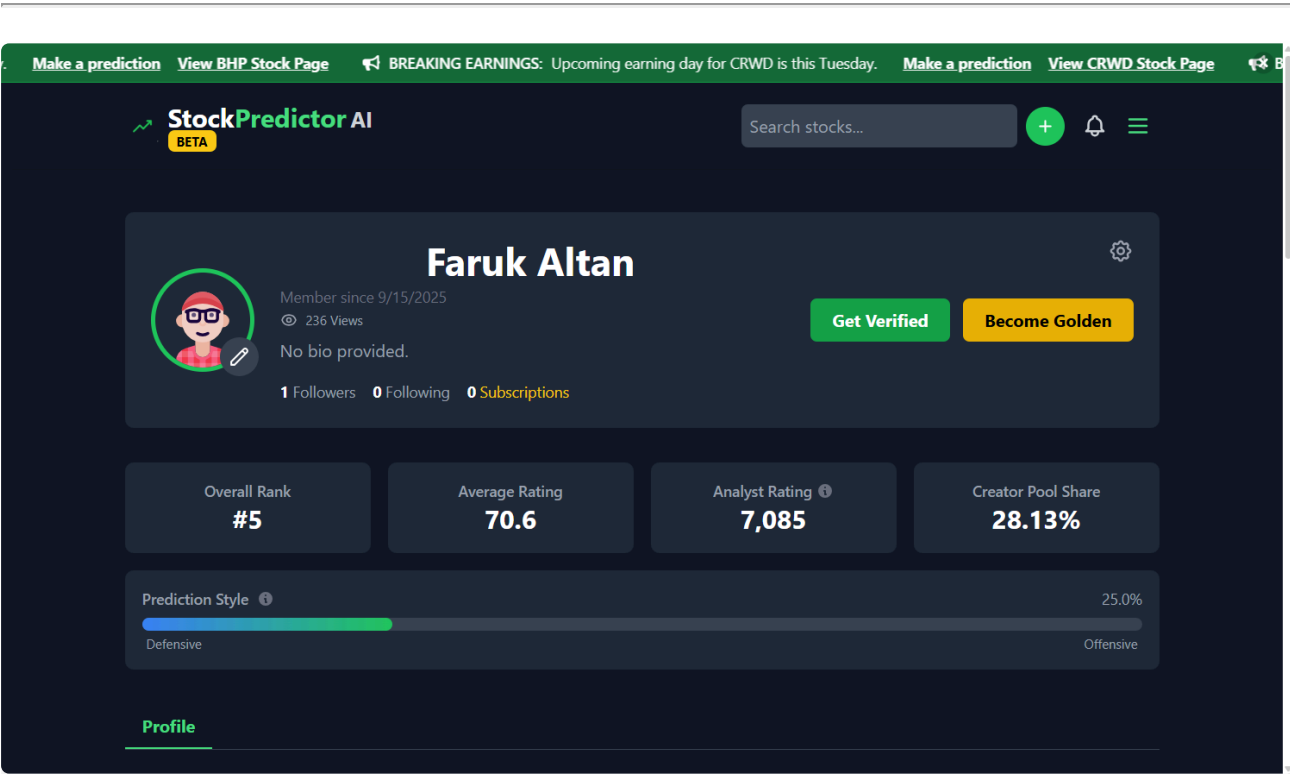 Make a prediction View BHP Stock Page BREAKING EARNINGS: Upcoming earning day for CRWD is this Tuesday. Make a prediction View CRWD Stock Page
StockPredictor AI
BETA
Search stocks...
+
Faruk Altan
Member since 9/15/2025
236 Views
No bio provided.
1 Followers 0 Following 0 Subscriptions
Get Verified
Become Golden
Overall Rank
#5
Average Rating
70.6
Analyst Rating
7,085
Creator Pool Share
28.13%
Prediction Style
25.0%
Defensive
Offensive
Profile